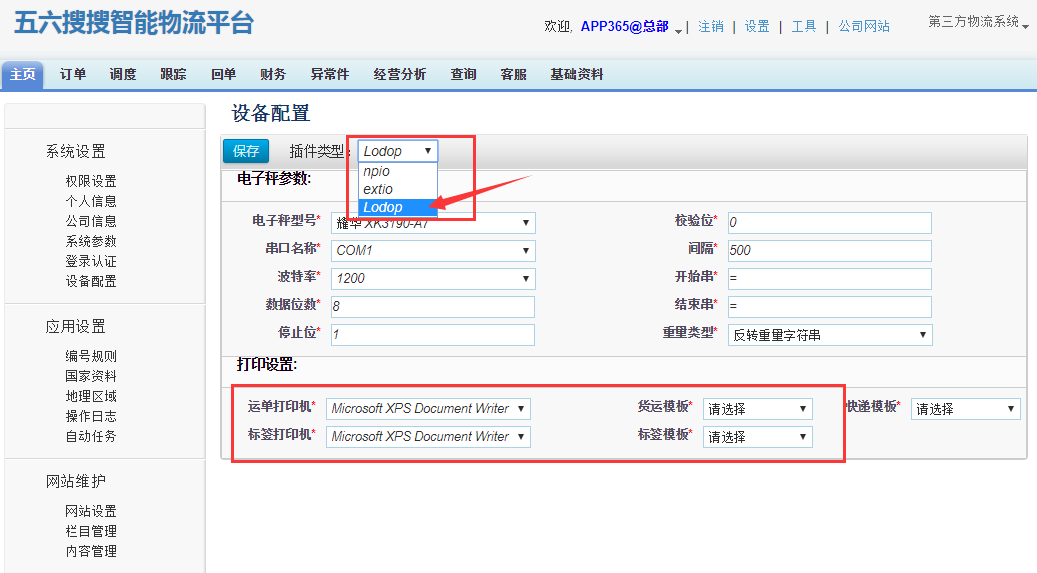 五六搜搜智能物流平台
欢迎, APP365@总部 | 注销 | 设置 | 工具 | 公司网站 第三方物流系统
主页 订单 调度 跟踪 回单 财务 异常件 经营分析 查询 客服 基础资料
系统设置
权限设置
个人信息
公司信息
系统参数
登录认证
设备配置
应用设置
编号规则
国家资料
地理区域
操作日志
自动任务
网站维护
网站设置
栏目管理
内容管理
设备配置
保存 插件类型: Lodop
npio
extio
Lodop
电子秤参数:
电子秤型号* 耀华 XK3190-A7 校验位* 0
串口名称* COM1 间隔* 500
波特率* 1200 开始串* =
数据位数* 8 结束串* =
停止位* 1 重量类型* 反转重量字符串
打印设置:
运单打印机* Microsoft XPS Document Writer 货运模板* 请选择 快递模板* 请选择
标签打印机* Microsoft XPS Document Writer 标签模板* 请选择